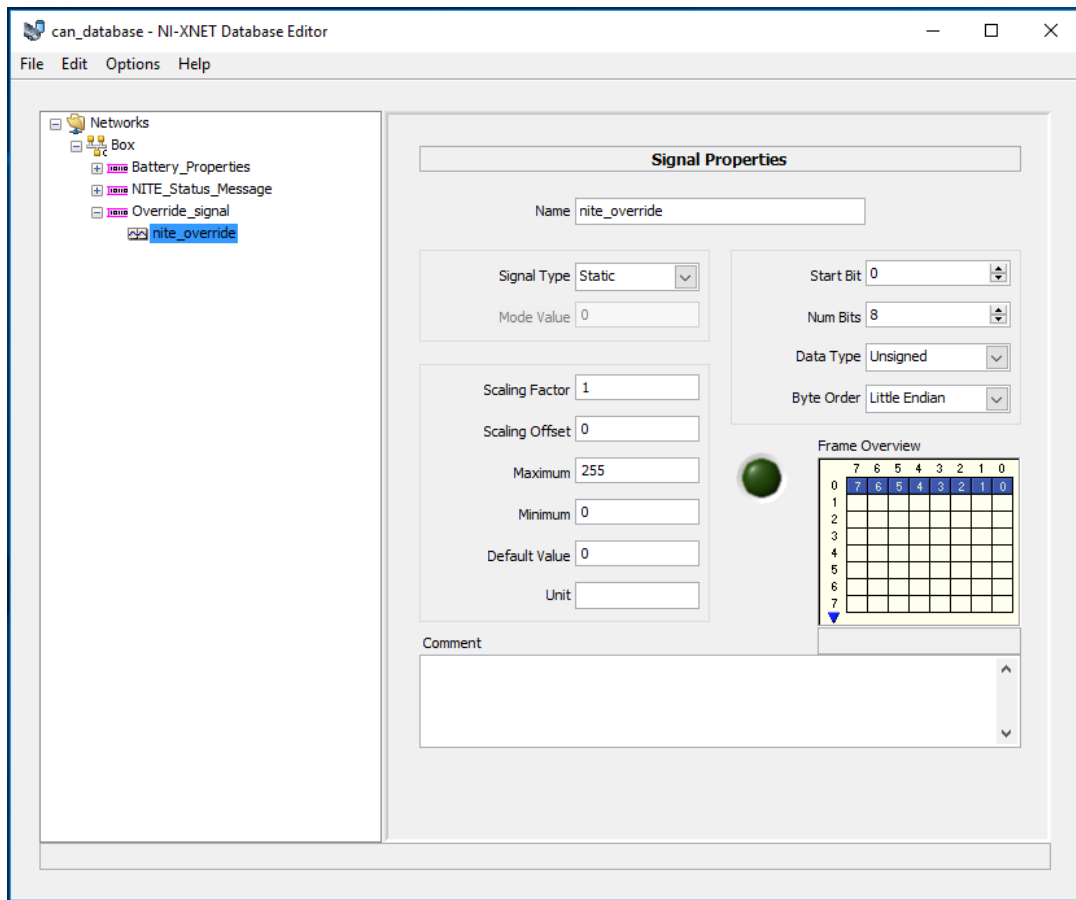 can_database - NI-XNET Database Editor
File Edit Options Help
Networks
Box
Battery_Properties
NITE_Status_Message
Override_signal
nite_override
Signal Properties
Name nite_override
Signal Type Static
Mode Value 0
Start Bit 0
Num Bits 8
Data Type Unsigned
Byte Order Little Endian
Scaling Factor 1
Scaling Offset 0
Maximum 255
Minimum 0
Default Value 0
Unit
Frame Overview
7 6 5 4 3 2 1 0
0 7 6 5 4 3 2 1 0
1
2
3
4
5
6
7
Comment